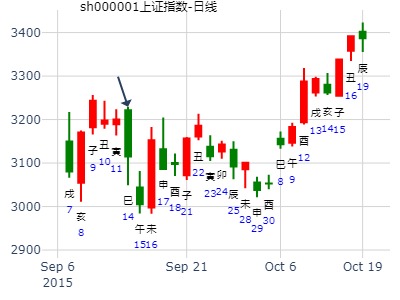 sh000001上证指数-日线
3400
3300
3200
3100
3000
2900
戌
7
亥
8
子
9
丑
10
寅
11
巳
14
午
15
未
16
申
17
酉
18
子
21
丑
22
寅
23
卯
24
辰
25
未
28
申
29
酉
30
巳
8
午
9
酉
12
戌
13
亥
14
子
15
丑
16
辰
19
Sep 6
2015
Sep 21
Oct 6
Oct 19